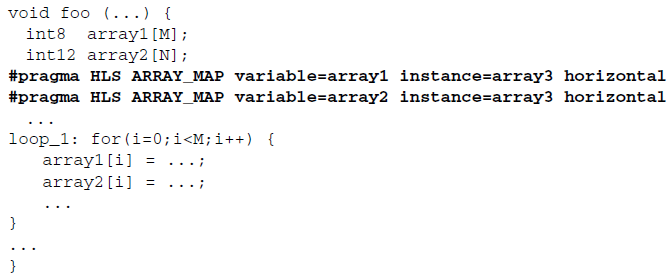 void foo (...) {
  int8  array1[M];
  int12 array2[N];
#pragma HLS ARRAY_MAP variable=array1 instance=array3 horizontal
#pragma HLS ARRAY_MAP variable=array2 instance=array3 horizontal
  ...
loop_1: for(i=0;i<M;i++) {
    array1[i] = ...;
    array2[i] = ...;
    ...
}
...
}